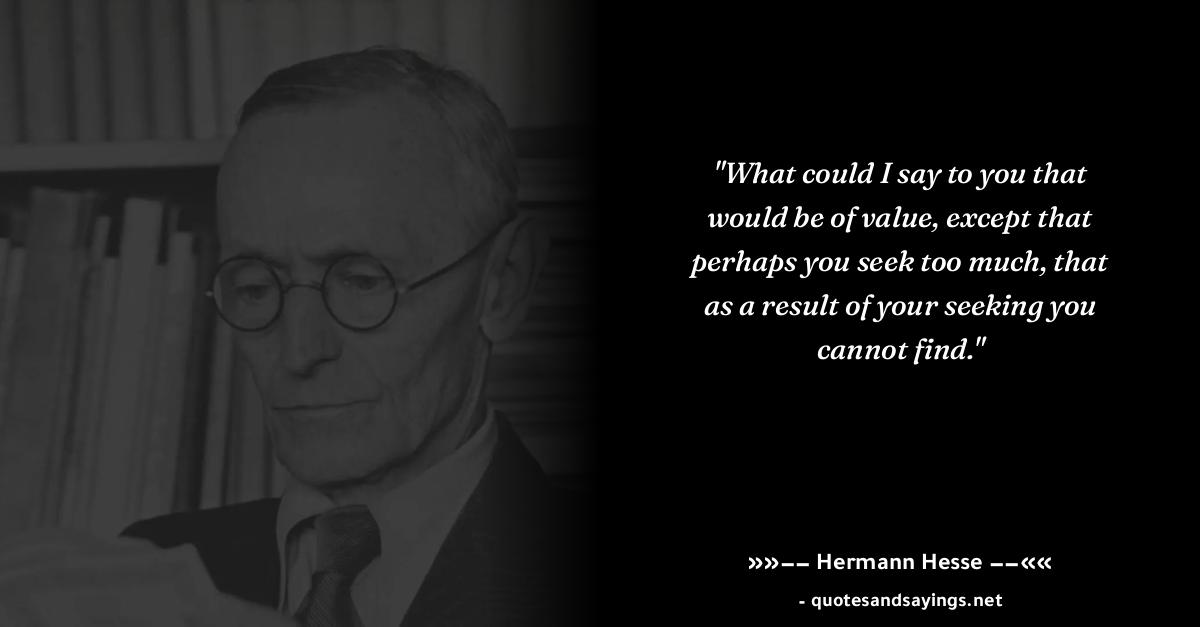 "What could I say to you that
would be of value, except that
perhaps you seek too much, that
as a result of your seeking you
cannot find."
»»−− Hermann Hesse −−««
- quotesandsayings.net